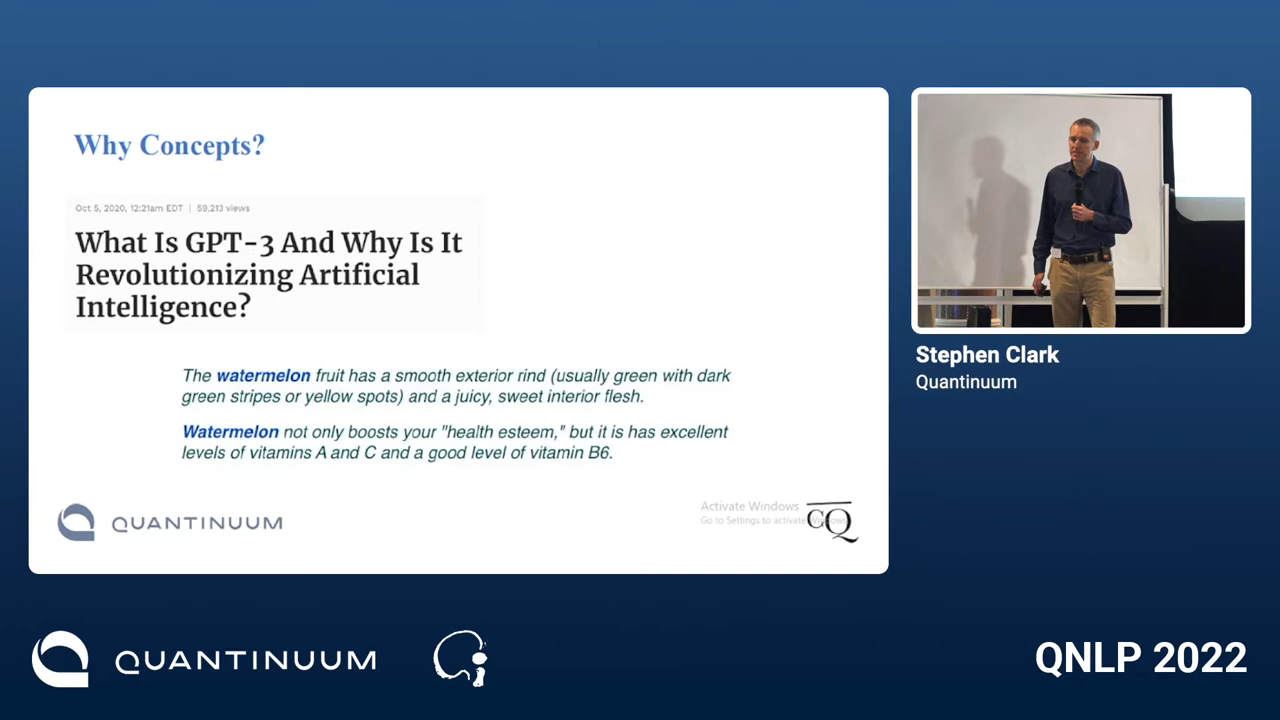 Why Concepts?
Oct 5, 2020, 12:21am EDT | 59,213 views
What Is GPT-3 And Why Is It
Revolutionizing Artificial
Intelligence?
The watermelon fruit has a smooth exterior rind (usually green with dark
green stripes or yellow spots) and a juicy, sweet interior flesh.
Watermelon not only boosts your "health esteem," but it is has excellent
levels of vitamins A and C and a good level of vitamin B6.
QUANTINUUM
Activate Windows
Go to Settings to activate Windows.
CQ
Stephen Clark
Quantinuum
QUANTINUUM
QNLP 2022